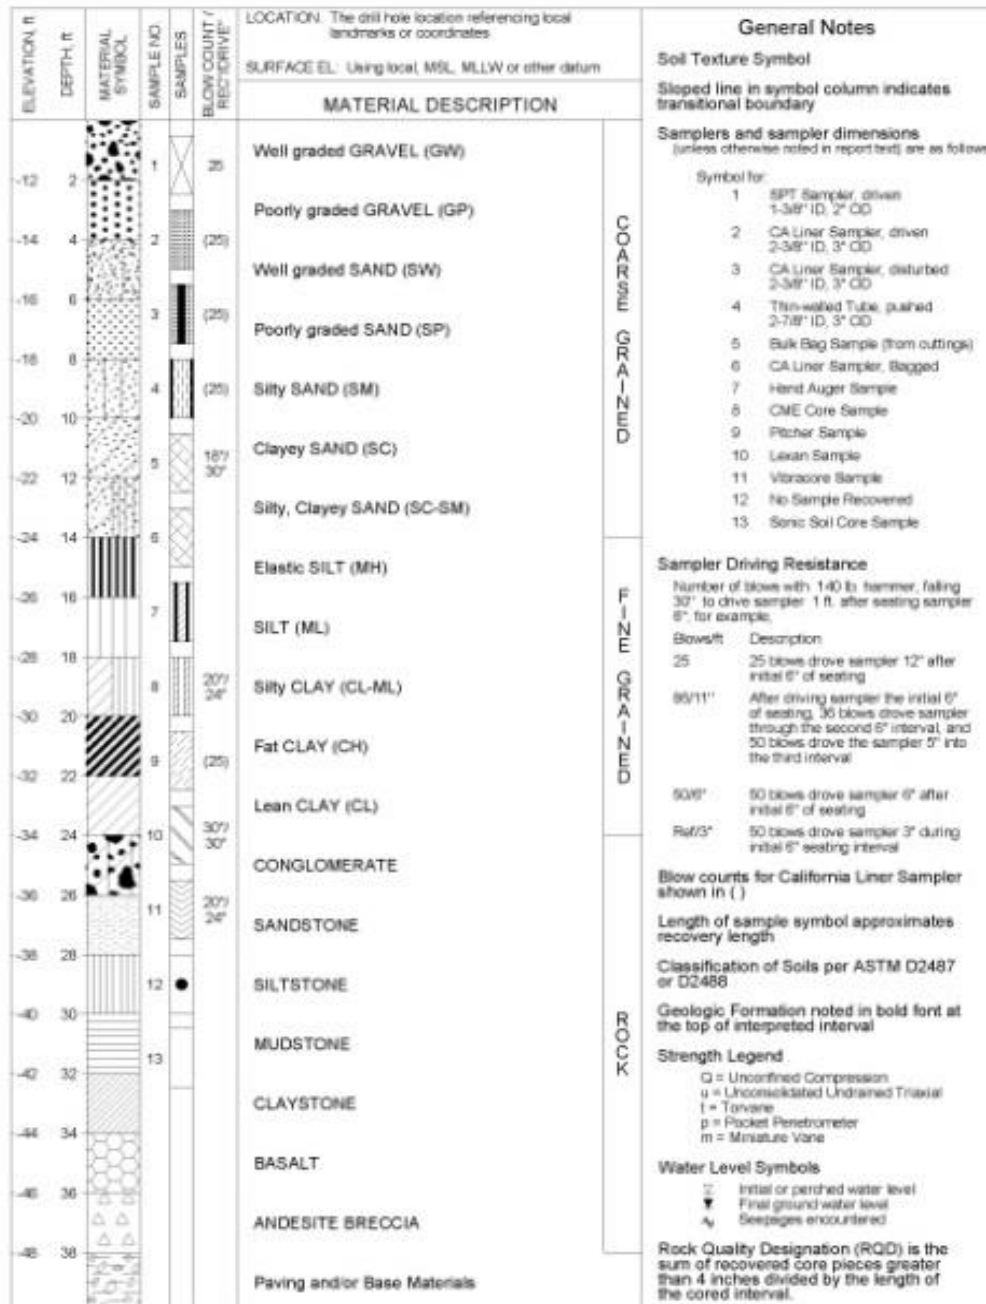 ELEVATION, ft
DEPTH, ft
MATERIAL SYMBOL
SAMPLE NO.
SAMPLES
BLOW COUNT / REC"/DRIVE"
LOCATION: The drill hole location referencing local
landmarks or coordinates
SURFACE EL: Using local, MSL, MLLW or other datum
MATERIAL DESCRIPTION
1 25 Well graded GRAVEL (GW)
-12 2
Poorly graded GRAVEL (GP)
-14 4 2 (25)
Well graded SAND (SW)
-16 6 3 (25)
Poorly graded SAND (SP)
-18 8
4 (25) Silty SAND (SM)
-20 10
Clayey SAND (SC)
5 18"/
30"
-22 12
Silty, Clayey SAND (SC-SM)
-24 14 6
Elastic SILT (MH)
-26 16
7
SILT (ML)
-28 18
8 20"/
24"
Silty CLAY (CL-ML)
-30 20
Fat CLAY (CH)
9 (25)
-32 22
Lean CLAY (CL)
-34 24 10 30"/
30"
CONGLOMERATE
-36 26
11 20"/
24"
SANDSTONE
-38 28
12 SILTSTONE
-40 30
MUDSTONE
13
-42 32
CLAYSTONE
-44 34
BASALT
-46 36
ANDESITE BRECCIA
-48 38
Paving and/or Base Materials
COARSE GRAINED
FINE GRAINED
ROCK
General Notes
Soil Texture Symbol
Sloped line in symbol column indicates
transitional boundary
Samplers and sampler dimensions
(unless otherwise noted in report text) are as follows:
Symbol for:
1 SPT Sampler, driven
1-3/8" ID, 2" OD
2 CA Liner Sampler, driven
2-3/8" ID, 3" OD
3 CA Liner Sampler, disturbed
2-3/8" ID, 3" OD
4 Thin-walled Tube, pushed
2-7/8" ID, 3" OD
5 Bulk Bag Sample (from cuttings)
6 CA Liner Sampler, Bagged
7 Hand Auger Sample
8 CME Core Sample
9 Pitcher Sample
10 Lexan Sample
11 Vibracore Sample
12 No Sample Recovered
13 Sonic Soil Core Sample
Sampler Driving Resistance
Number of blows with 140 lb. hammer, falling
30" to drive sampler 1 ft. after seating sampler
6", for example,
Blows/ft Description
25 25 blows drove sampler 12" after
initial 6" of seating
86/11" After driving sampler the initial 6"
of seating, 36 blows drove sampler
through the second 6" interval, and
50 blows drove the sampler 5" into
the third interval
50/6" 50 blows drove sampler 6" after
initial 6" of seating
Ref/3" 50 blows drove sampler 3" during
initial 6" seating interval
Blow counts for California Liner Sampler
shown in ( )
Length of sample symbol approximates
recovery length
Classification of Soils per ASTM D2487
or D2488
Geologic Formation noted in bold font at
the top of interpreted interval
Strength Legend
Q = Unconfined Compression
u = Unconsolidated Undrained Triaxial
t = Torvane
p = Pocket Penetrometer
m = Miniature Vane
Water Level Symbols
Initial or perched water level
Final ground water level
Seepages encountered
Rock Quality Designation (RQD) is the
sum of recovered core pieces greater
than 4 inches divided by the length of
the cored interval.